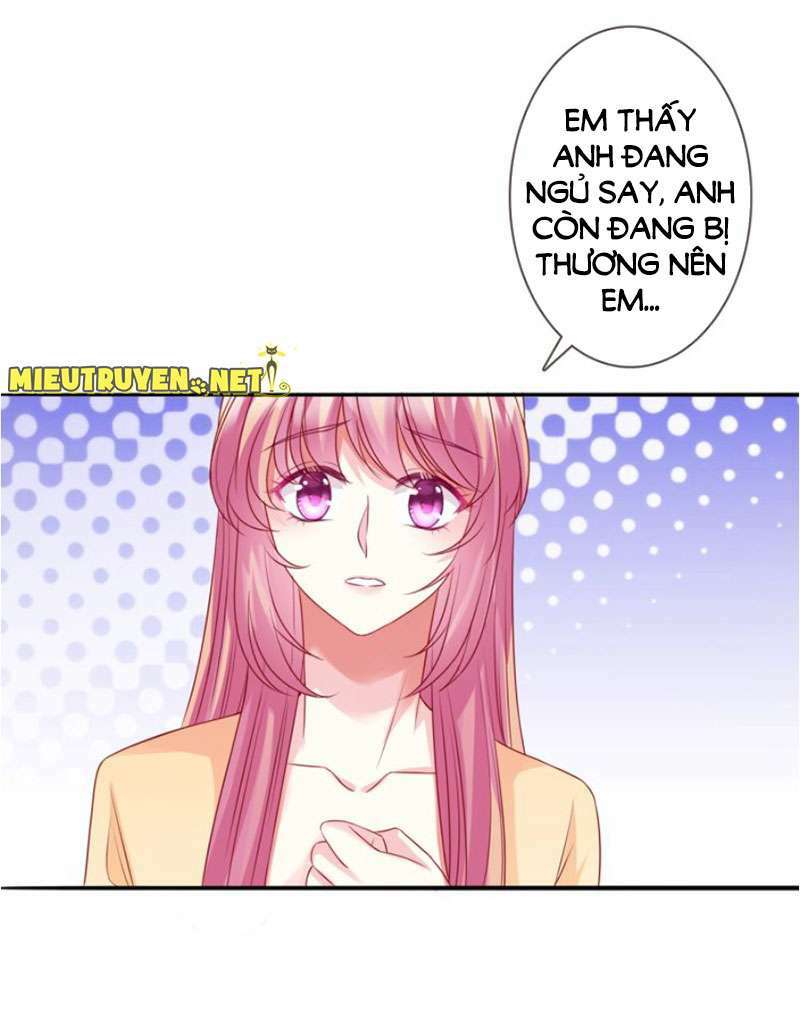 EM THẤY
ANH ĐANG
NGỦ SAY, ANH
CÒN ĐANG BỊ
THƯƠNG NÊN
EM...
MIEUTRUYEN.NET